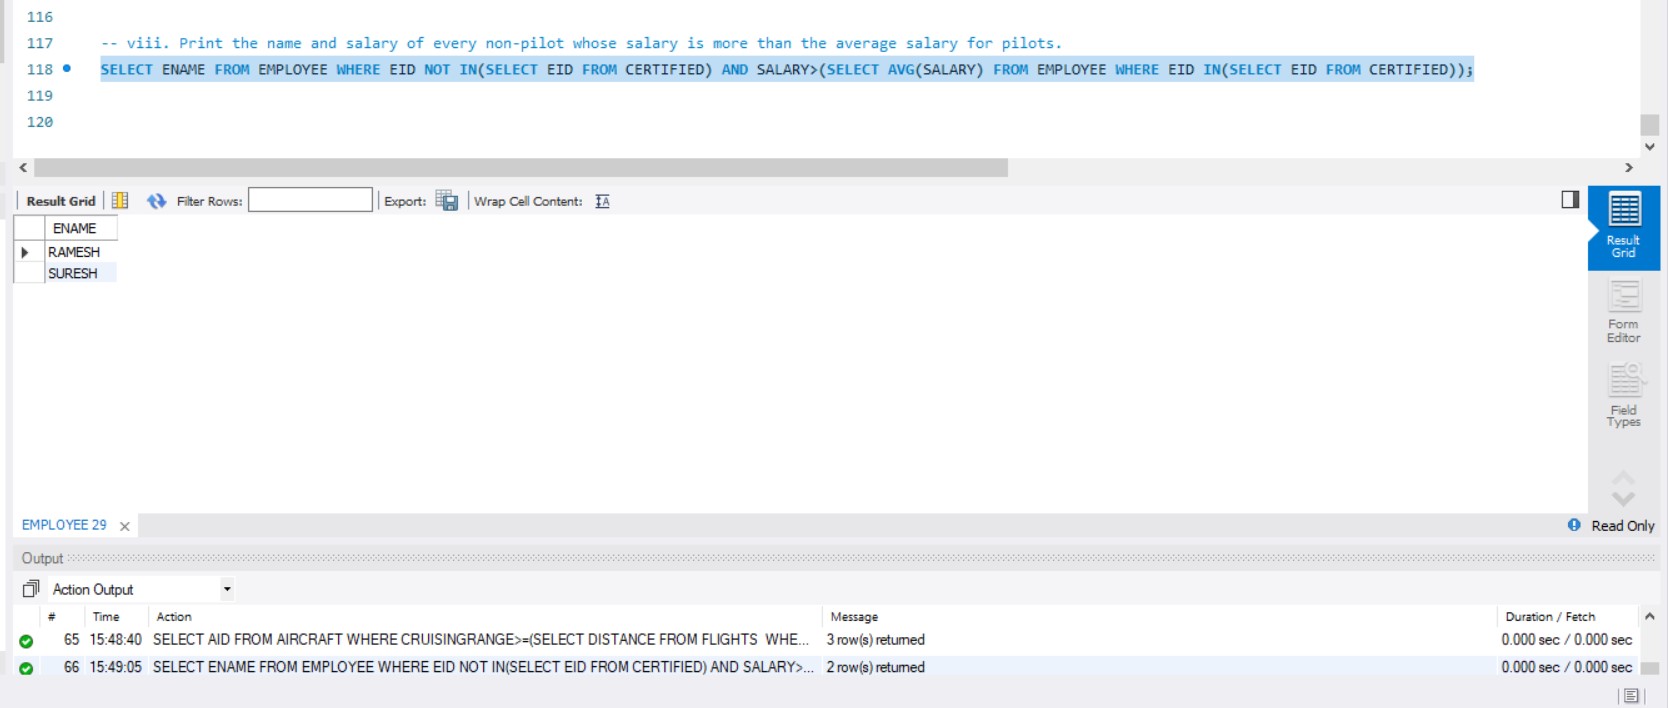 116
117 -- viii. Print the name and salary of every non-pilot whose salary is more than the average salary for pilots.
118 SELECT ENAME FROM EMPLOYEE WHERE EID NOT IN(SELECT EID FROM CERTIFIED) AND SALARY>(SELECT AVG(SALARY) FROM EMPLOYEE WHERE EID IN(SELECT EID FROM CERTIFIED));
119
120
Result Grid Filter Rows: Export: Wrap Cell Content:
ENAME
RAMESH
SURESH
Result
Grid
Form
Editor
Field
Types
EMPLOYEE 29 Read Only
Output
Action Output
# Time Action Message Duration / Fetch
65 15:48:40 SELECT AID FROM AIRCRAFT WHERE CRUISINGRANGE>=(SELECT DISTANCE FROM FLIGHTS WHE... 3 row(s) returned 0.000 sec / 0.000 sec
66 15:49:05 SELECT ENAME FROM EMPLOYEE WHERE EID NOT IN(SELECT EID FROM CERTIFIED) AND SALARY>... 2 row(s) returned 0.000 sec / 0.000 sec